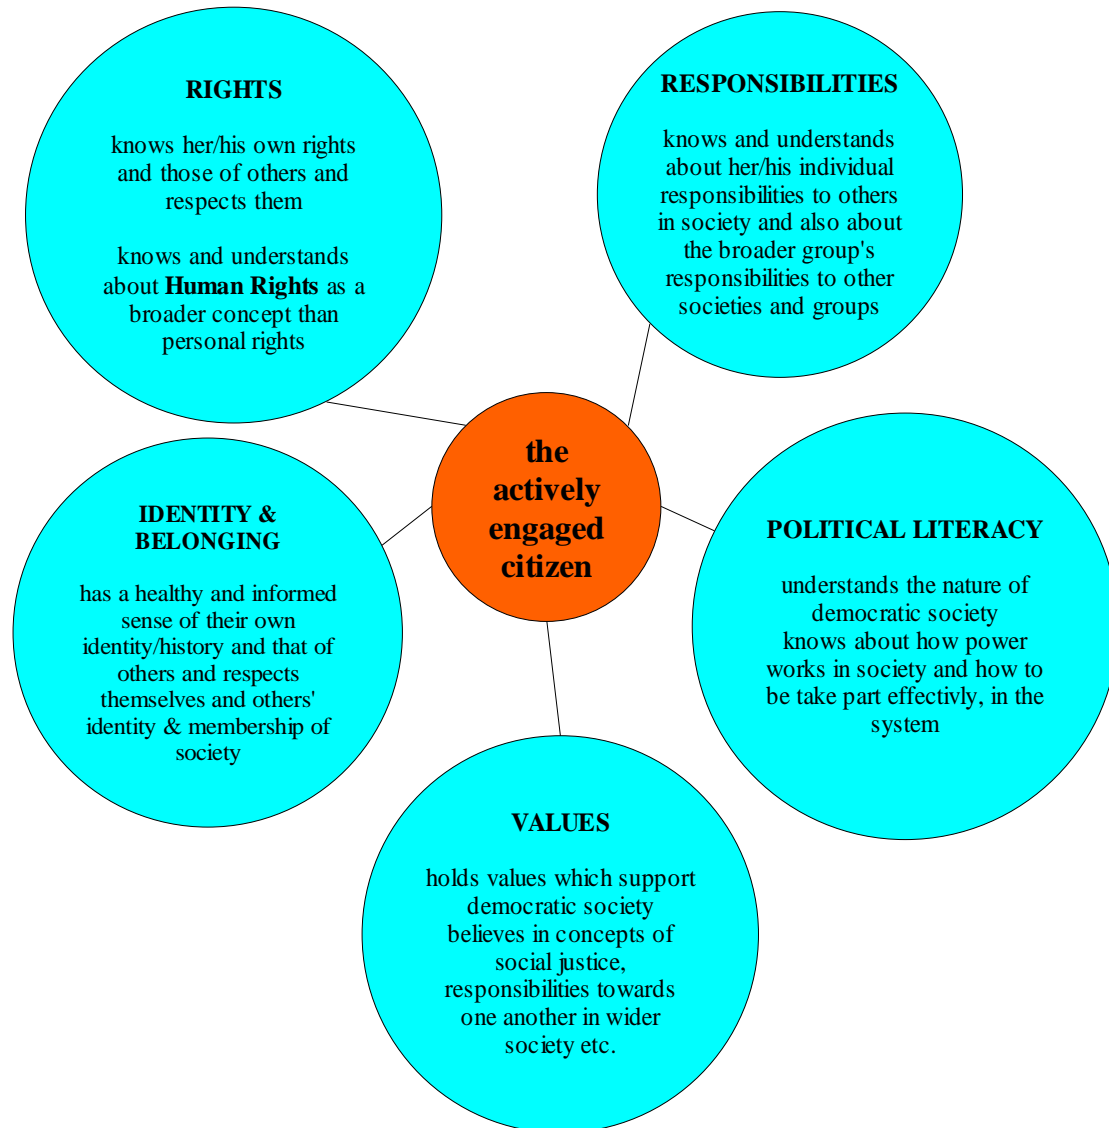 RIGHTS
knows her/his own rights
and those of others and
respects them
knows and understands
about Human Rights as a
broader concept than
personal rights
RESPONSIBILITIES
knows and understands
about her/his individual
responsibilities to others
in society and also about
the broader group's
responsibilities to other
societies and groups
the
actively
engaged
citizen
IDENTITY &
BELONGING
has a healthy and informed
sense of their own
identity/history and that of
others and respects
themselves and others'
identity & membership of
society
POLITICAL LITERACY
understands the nature of
democratic society
knows about how power
works in society and how to
be take part effectivly, in the
system
VALUES
holds values which support
democratic society
believes in concepts of
social justice,
responsibilities towards
one another in wider
society etc.